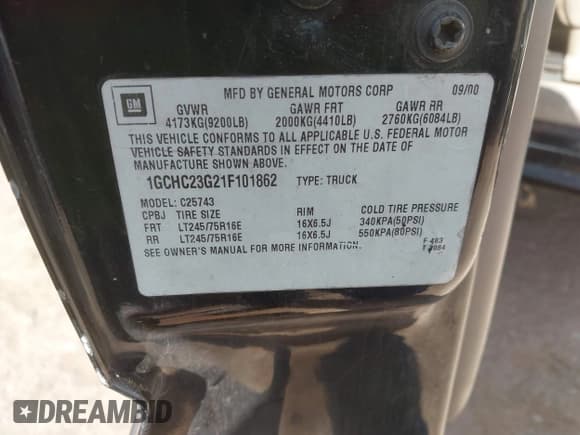 GM
MFD BY GENERAL MOTORS CORP 09/00
GVWR GAWR FRT GAWR RR
4173KG(9200LB) 2000KG(4410LB) 2760KG(6084LB)
THIS VEHICLE CONFORMS TO ALL APPLICABLE U.S. FEDERAL MOTOR
VEHICLE SAFETY STANDARDS IN EFFECT ON THE DATE OF
MANUFACTURE SHOWN ABOVE.
1GCHC23G21F101862 TYPE: TRUCK
MODEL: C25743
CPBJ TIRE SIZE RIM COLD TIRE PRESSURE
FRT LT245/75R16E 16X6.5J 340KPA(50PSI)
RR LT245/75R16E 16X6.5J 550KPA(80PSI)
SEE OWNER'S MANUAL FOR MORE INFORMATION.
F 483
DREAMBID